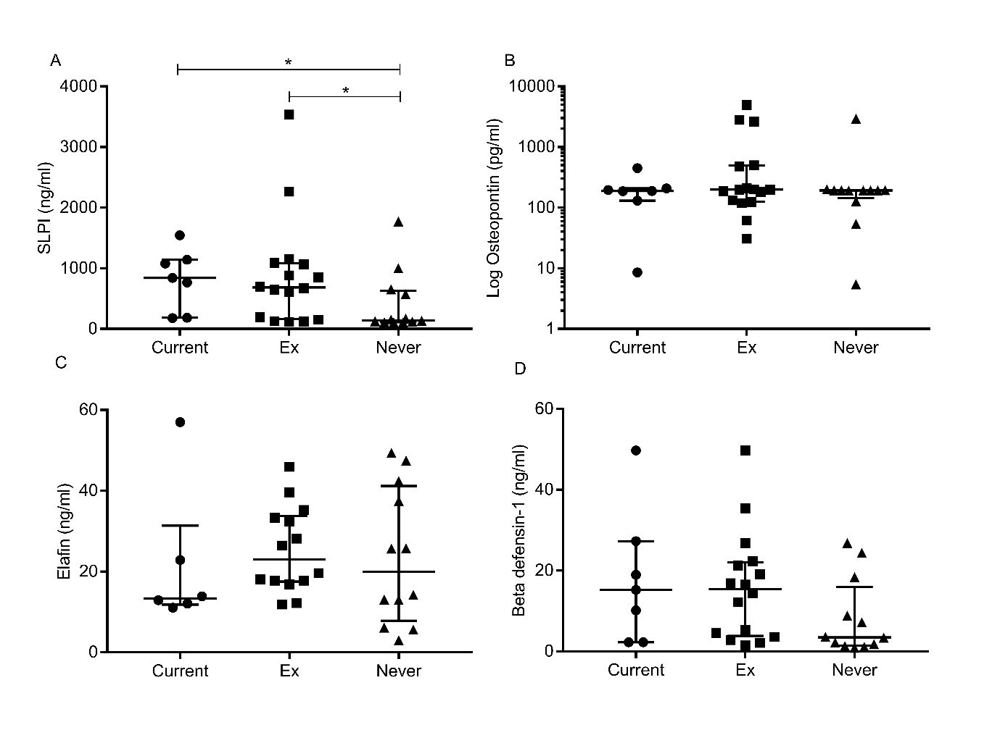 A
*
*
4000
3000
2000
1000
0
SLPI (ng/ml)
Current Ex Never
B
10000
1000
100
10
1
Log Osteopontin (pg/ml)
Current Ex Never
C
60
40
20
0
Elafin (ng/ml)
Current Ex Never
D
60
40
20
0
Beta defensin-1 (ng/ml)
Current Ex Never